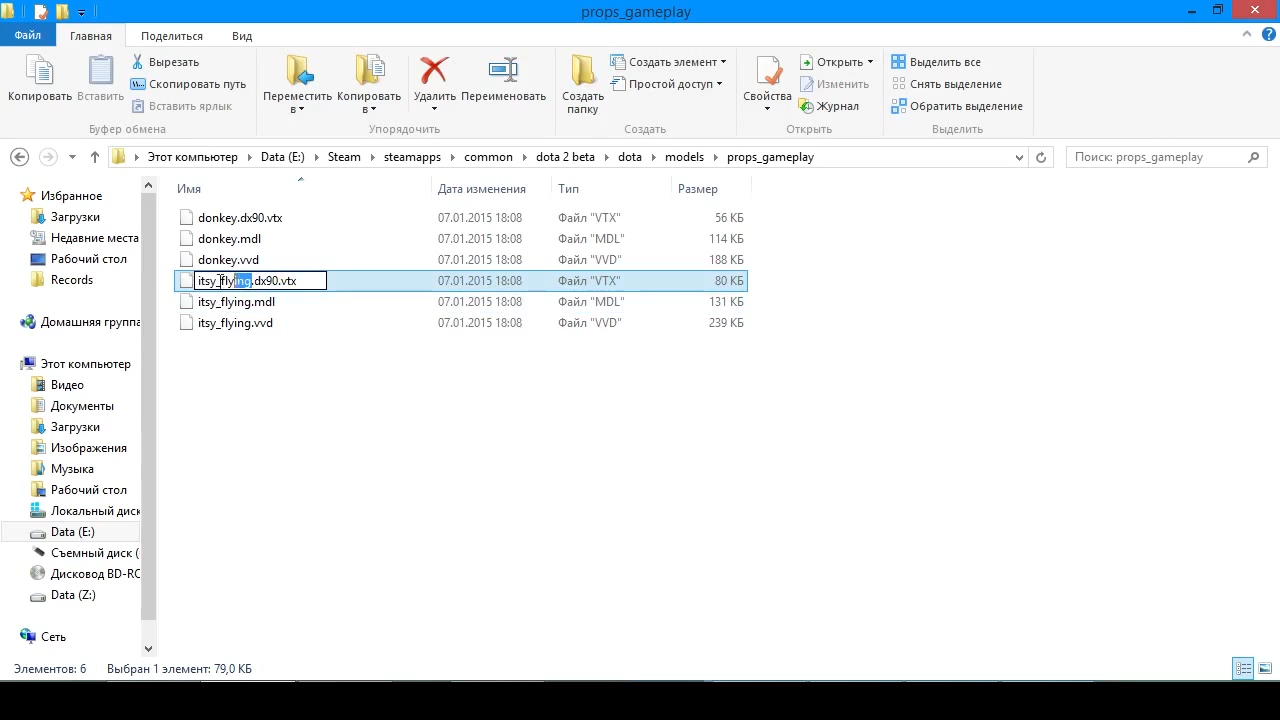 props_gameplay
Файл Главная Поделиться Вид
Копировать Вставить Вырезать Скопировать путь Вставить ярлык
Буфер обмена
Переместить в Копировать в Удалить Переименовать
Упорядочить
Создать папку Создать элемент Простой доступ
Создать
Свойства Открыть Изменить Журнал
Открыть
Выделить все Снять выделение Обратить выделение
Выделить
Этот компьютер Data (E:) Steam steamapps common dota 2 beta dota models props_gameplay
Поиск: props_gameplay
Имя Дата изменения Тип Размер
donkey.dx90.vtx 07.01.2015 18:08 Файл "VTX" 56 КБ
donkey.mdl 07.01.2015 18:08 Файл "MDL" 114 КБ
donkey.vvd 07.01.2015 18:08 Файл "VVD" 188 КБ
itsy_flying.dx90.vtx 07.01.2015 18:08 Файл "VTX" 80 КБ
itsy_flying.mdl 07.01.2015 18:08 Файл "MDL" 131 КБ
itsy_flying.vvd 07.01.2015 18:08 Файл "VVD" 239 КБ
Избранное
Загрузки
Недавние места
Рабочий стол
Records
Домашняя группа
Этот компьютер
Видео
Документы
Загрузки
Изображения
Музыка
Рабочий стол
Локальный диск
Data (E:)
Съемный диск (
Дисковод BD-RO
Data (Z:)
Сеть
Элементов: 6 Выбран 1 элемент: 79,0 КБ